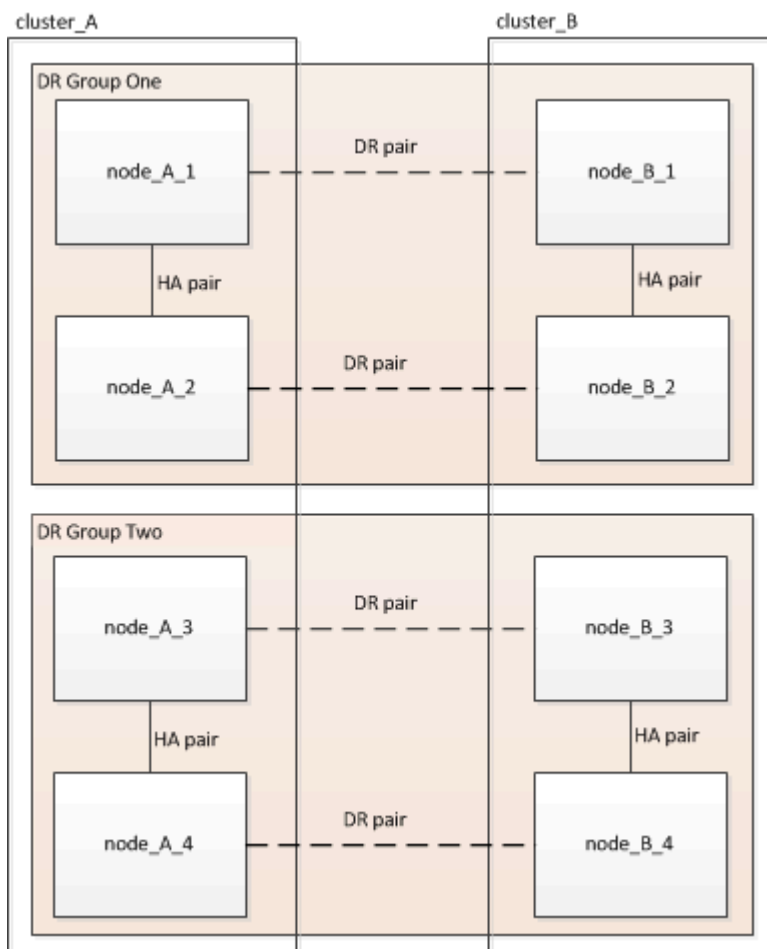 cluster_A
cluster_B
DR Group One
node_A_1
DR pair
node_B_1
HA pair
HA pair
node_A_2
DR pair
node_B_2
DR Group Two
node_A_3
DR pair
node_B_3
HA pair
HA pair
node_A_4
DR pair
node_B_4